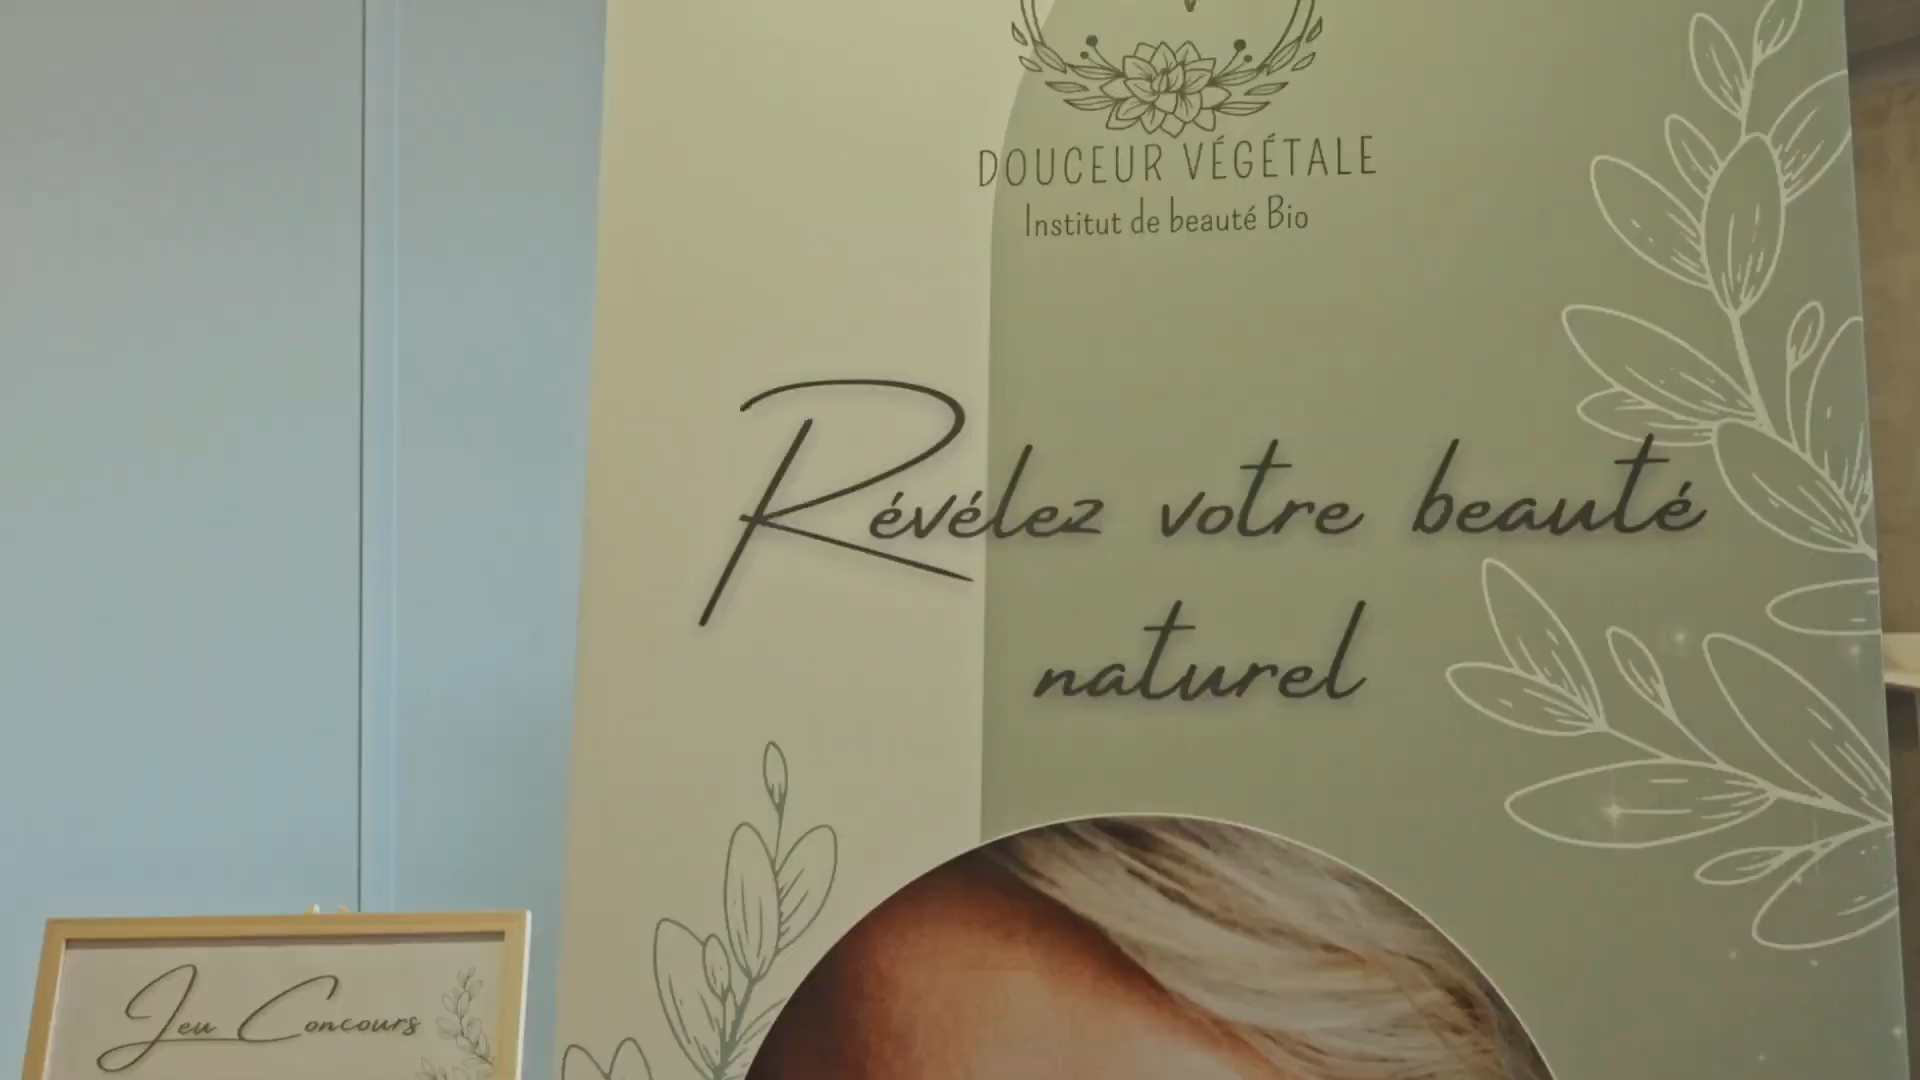 DOUCEUR VÉGÉTALE
Institut de beauté Bio
Révélez votre beauté
naturel
Jeu Concours